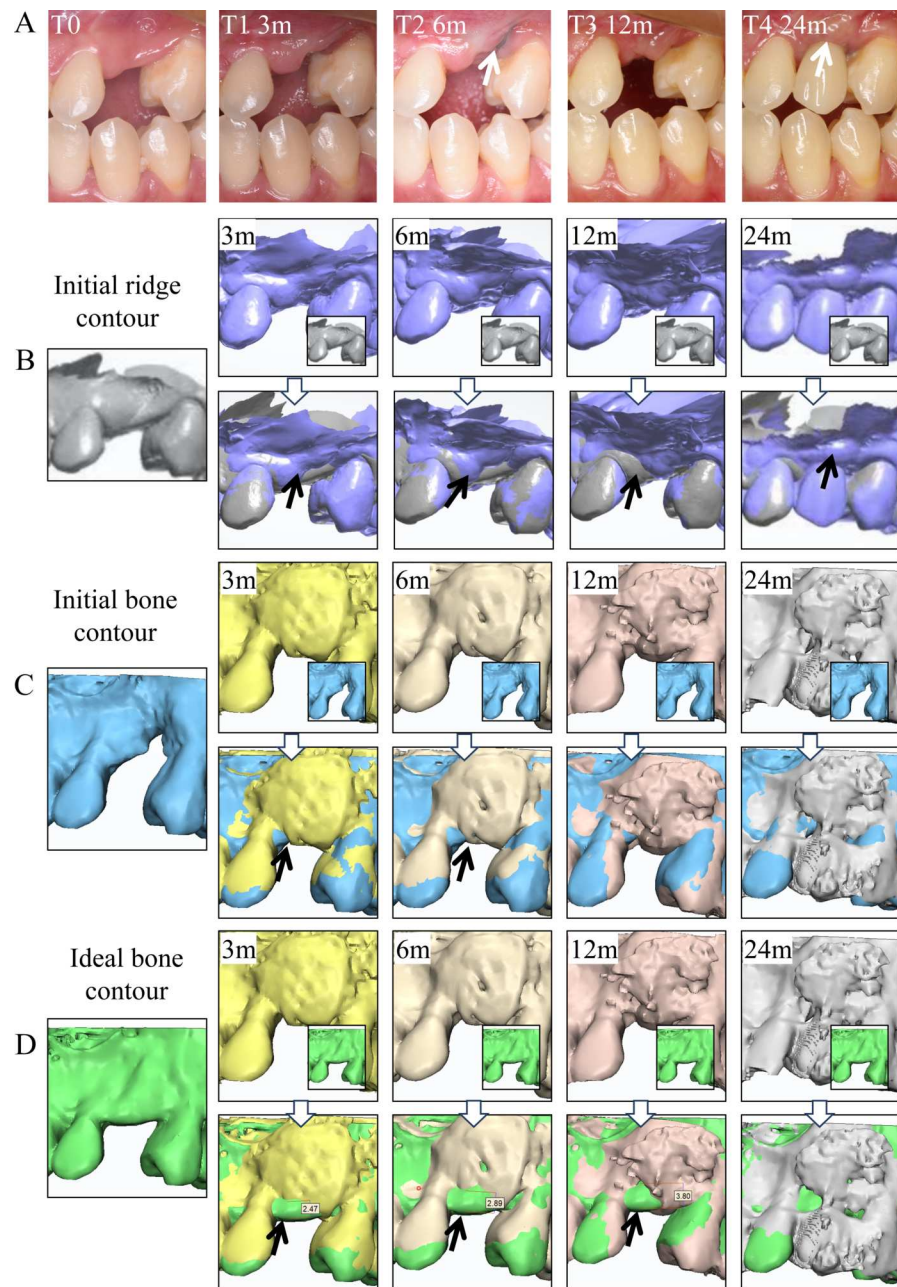 A
T0
T1 3m
T2 6m
T3 12m
T4 24m
3m
6m
12m
24m
Initial ridge
contour
B
3m
6m
12m
24m
Initial bone
contour
C
3m
6m
12m
24m
Ideal bone
contour
D
2.47
2.89
3.80